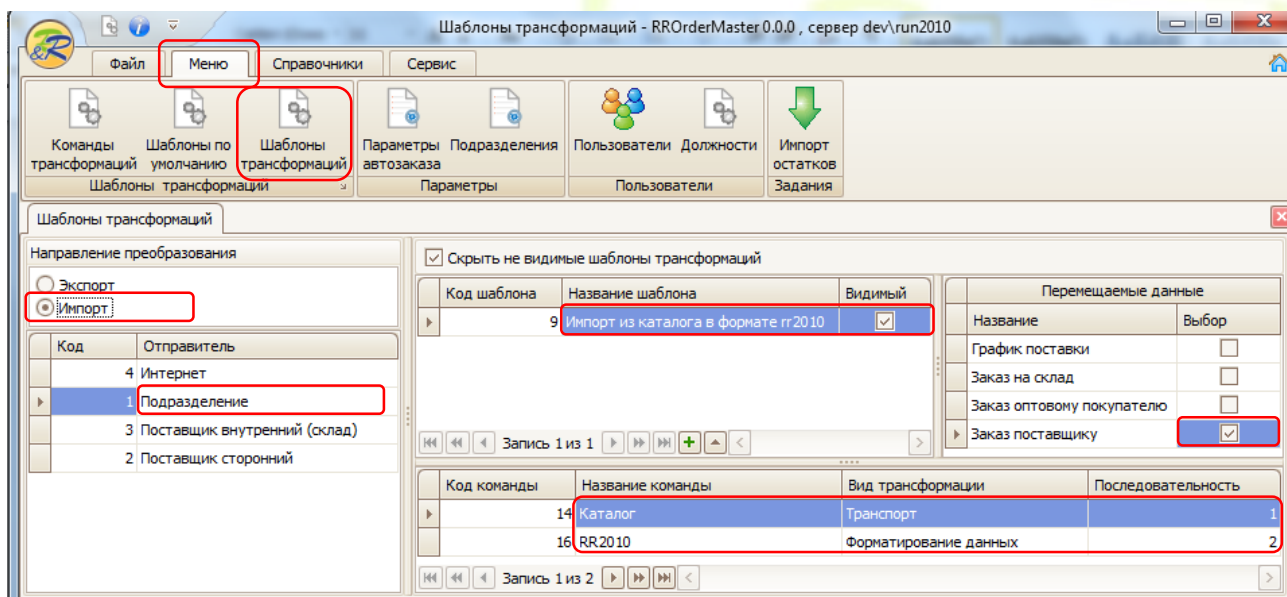 Шаблоны трансформаций - RROrderMaster 0.0.0 , сервер dev\run2010
Файл Меню Справочники Сервис
Команды трансформаций
Шаблоны по умолчанию
Шаблоны трансформаций
Параметры автозаказа
Подразделения
Пользователи
Должности
Импорт остатков
Шаблоны трансформаций Параметры Пользователи Задания
Шаблоны трансформаций
Направление преобразования
Экспорт
Импорт
Код Отправитель
4 Интернет
1 Подразделение
3 Поставщик внутренний (склад)
2 Поставщик сторонний
Скрыть не видимые шаблоны трансформаций
Код шаблона Название шаблона Видимый
9 Импорт из каталога в формате rr2010
Запись 1 из 1
Перемещаемые данные
Название Выбор
График поставки
Заказ на склад
Заказ оптовому покупателю
Заказ поставщику
Код команды Название команды Вид трансформации Последовательность
14 Каталог Транспорт 1
16 RR2010 Форматирование данных 2
Запись 1 из 2